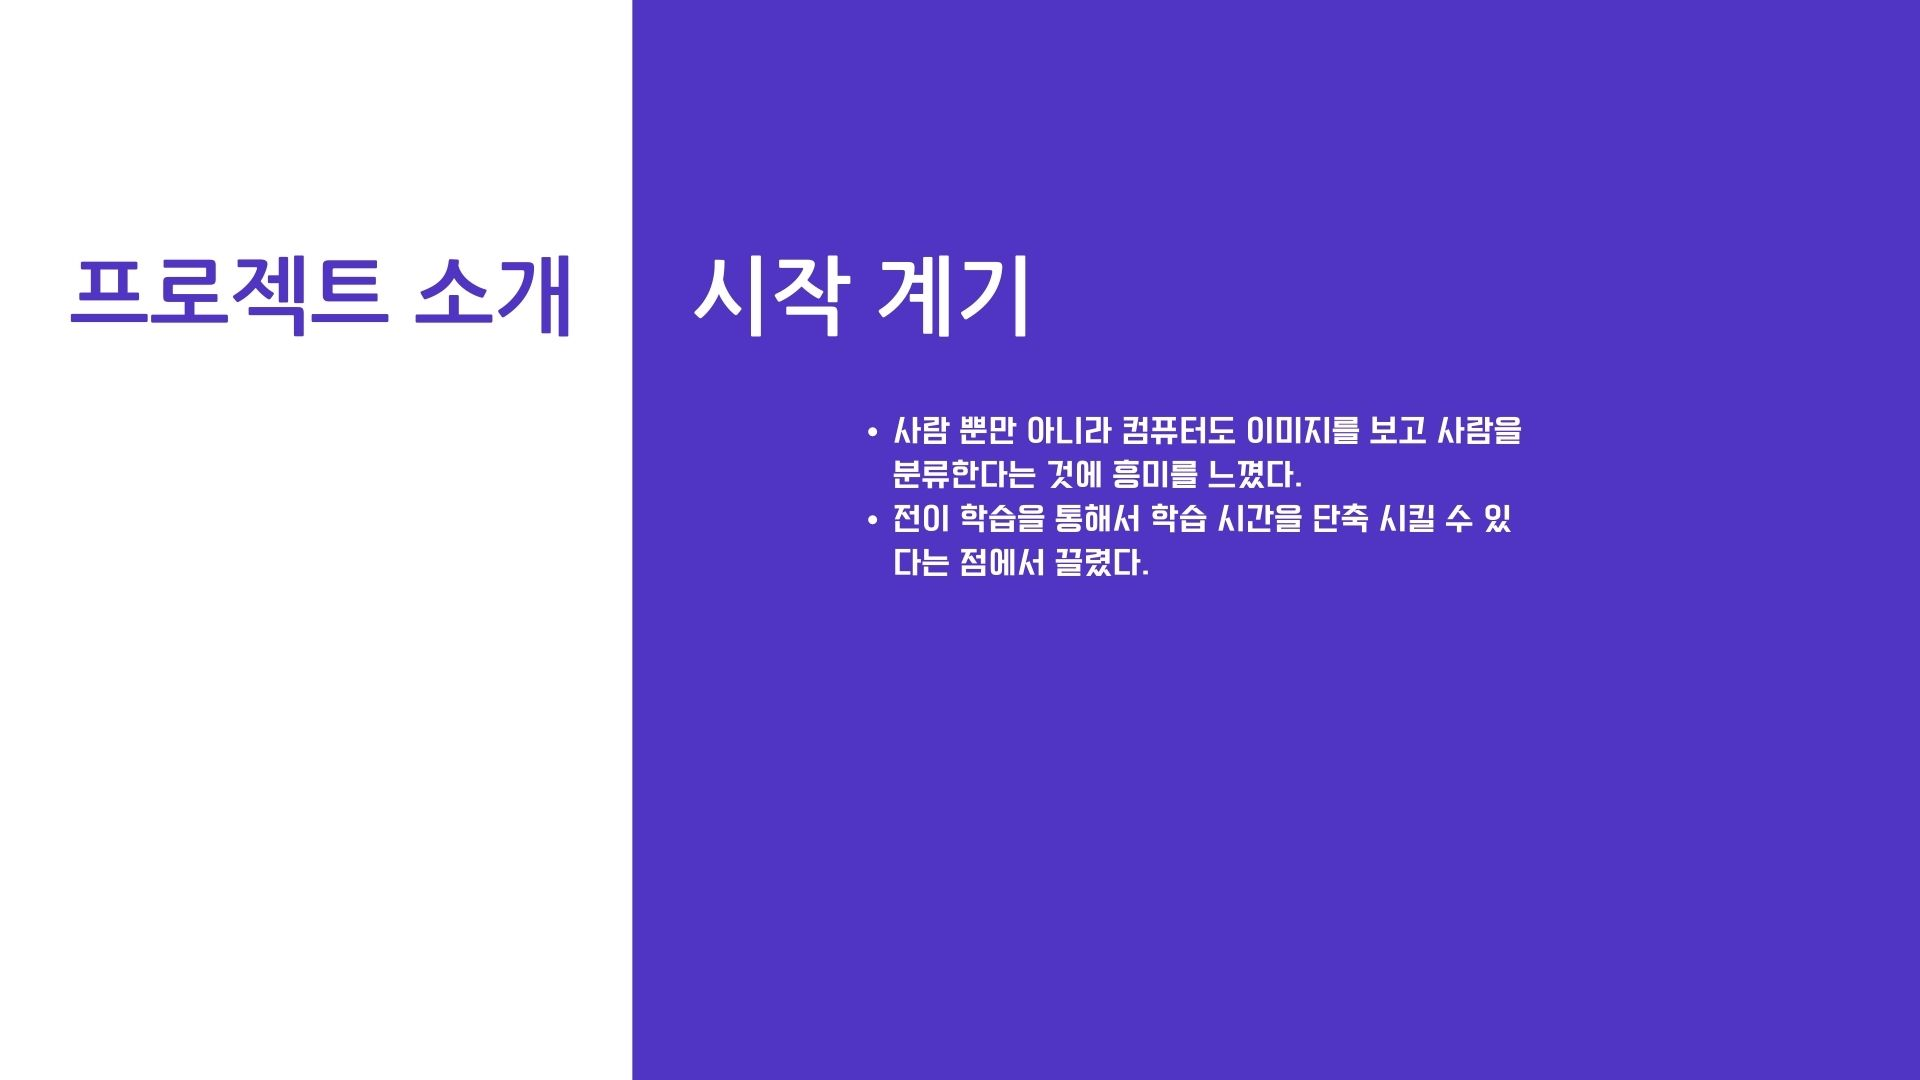 프로젝트 소개
시작 계기
• 사람 뿐만 아니라 컴퓨터도 이미지를 보고 사람을
분류한다는 것에 흥미를 느꼈다.
• 전이 학습을 통해서 학습 시간을 단축 시킬 수 있
다는 점에서 끌렸다.